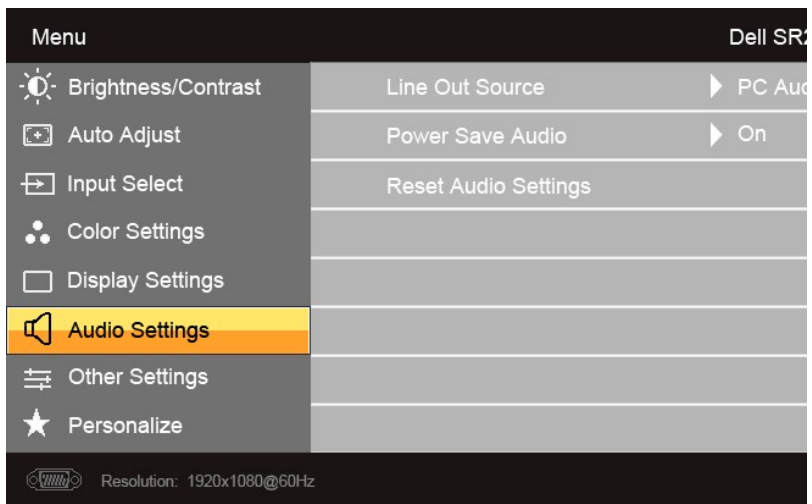 Menu
Dell SR2
Brightness/Contrast
Line Out Source
PC Aud
Auto Adjust
Power Save Audio
On
Input Select
Reset Audio Settings
Color Settings
Display Settings
Audio Settings
Other Settings
Personalize
Resolution: 1920x1080@60Hz